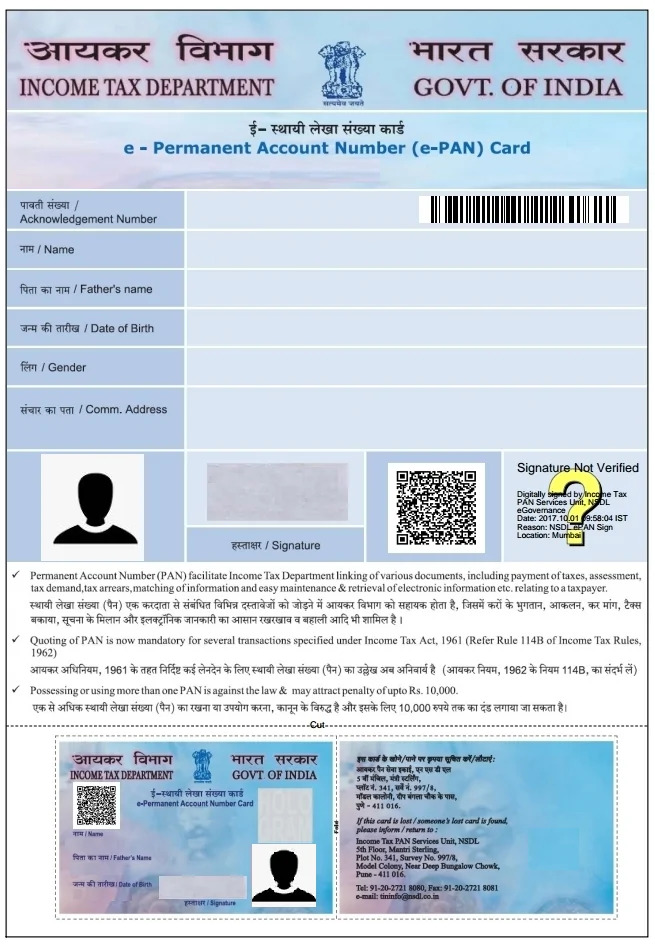 आयकर विभाग
INCOME TAX DEPARTMENT
सत्यमेव जयते
भारत सरकार
GOVT. OF INDIA
ई– स्थायी लेखा संख्या कार्ड
e - Permanent Account Number (e-PAN) Card
पावती संख्या /
Acknowledgement Number
नाम / Name
पिता का नाम / Father's name
जन्म की तारीख / Date of Birth
लिंग / Gender
संचार का पता / Comm. Address
हस्ताक्षर / Signature
Signature Not Verified
Digitally signed by Income Tax
PAN Services Unit, NSDL
eGovernance
Date: 2017.10.01 09:58:04 IST
Reason: NSDL ePAN Sign
Location: Mumbai
✓ Permanent Account Number (PAN) facilitate Income Tax Department linking of various documents, including payment of taxes, assessment,
tax demand,tax arrears,matching of information and easy maintenance & retrieval of electronic information etc. relating to a taxpayer.
स्थायी लेखा संख्या (पैन) एक करदाता से संबंधित विभिन्न दस्तावेजों को जोड़ने में आयकर विभाग को सहायक होता है, जिसमें करों के भुगतान, आकलन, कर मांग, टैक्स
बकाया, सूचना के मिलान और इलक्ट्रॉनिक जानकारी का आसान रखरखाव व बहाली आदि भी शामिल है।
✓ Quoting of PAN is now mandatory for several transactions specified under Income Tax Act, 1961 (Refer Rule 114B of Income Tax Rules,
1962)
आयकर अधिनियम, 1961 के तहत निर्दिष्ट कई लेनदेन के लिए स्थायी लेखा संख्या (पैन) का उल्लेख अब अनिवार्य है (आयकर नियम, 1962 के नियम 114B, का संदर्भ लें)
✓ Possessing or using more than one PAN is against the law & may attract penalty of upto Rs. 10,000.
एक से अधिक स्थायी लेखा संख्या (पैन) का रखना या उपयोग करना, कानून के विरुद्ध है और इसके लिए 10,000 रुपये तक का दंड लगाया जा सकता है।
Cut
आयकर विभाग
INCOME TAX DEPARTMENT
भारत सरकार
GOVT OF INDIA
ई-स्थायी लेखा संख्या कार्ड
e-Permanent Account Number Card
नाम / Name
पिता का नाम / Father's Name
जन्म की तारीख / Date of Birth
हस्ताक्षर / Signature
Fold
इस कार्ड के खोने/पाने पर कृपया सूचित करें/लौटाएं:
आयकर पैन सेवा इकाई, एन एस डी एल
5 वीं मंजिल, मंत्री स्टर्लिंग,
प्लॉट नं. 341, सर्वे नं. 997/8,
मॉडल कालोनी, दीप बंगला चौक के पास,
पुणे - 411 016.
If this card is lost / someone's lost card is found,
please inform / return to :
Income Tax PAN Services Unit, NSDL
5th Floor, Mantri Sterling,
Plot No. 341, Survey No. 997/8,
Model Colony, Near Deep Bungalow Chowk,
Pune - 411 016.
Tel: 91-20-2721 8080, Fax: 91-20-2721 8081
e-mail: tininfo@nsdl.co.in